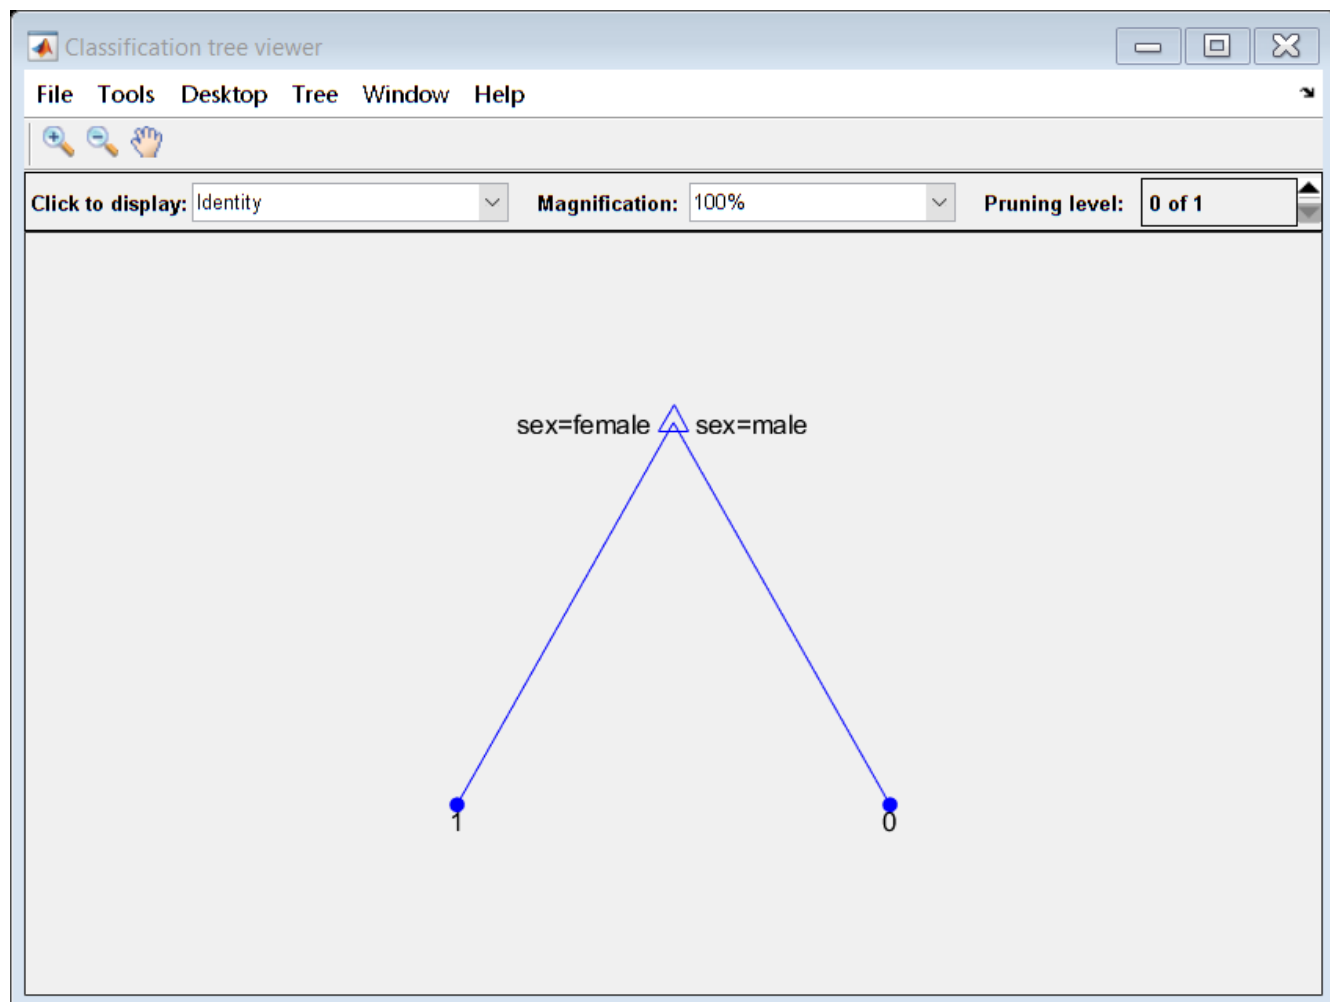 Classification tree viewer
File Tools Desktop Tree Window Help
Click to display: Identity Magnification: 100% Pruning level: 0 of 1
sex=female sex=male
1 0